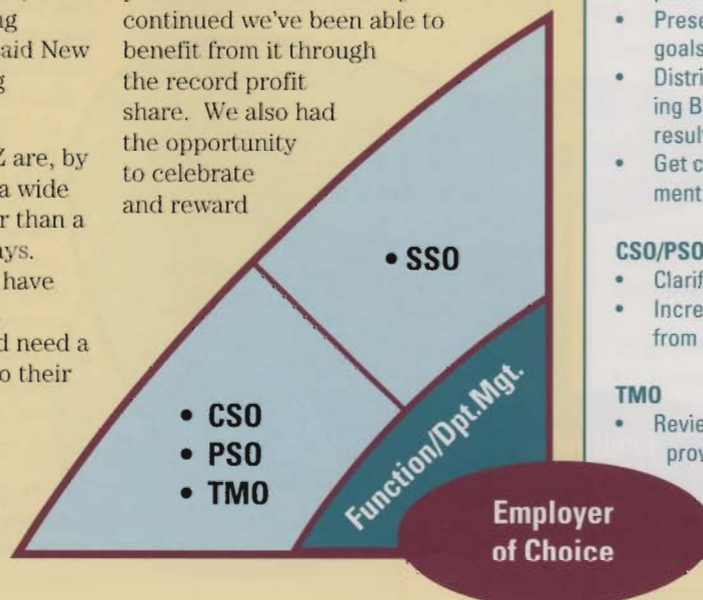 aid New
Z are, by
a wide
r than a
ays.
have
d need a
o their
continued we've been able to
benefit from it through
the record profit
share. We also had
the opportunity
to celebrate
and reward
• SSO
• CSO
• PSO
• TMO
Function/Dpt.Mgt.
Employer
of Choice
• Prese
goals
• Distri
ing B
resul
• Get c
ment
CSO/PSO
• Clarif
• Incre
from
TMO
• Revie
prov